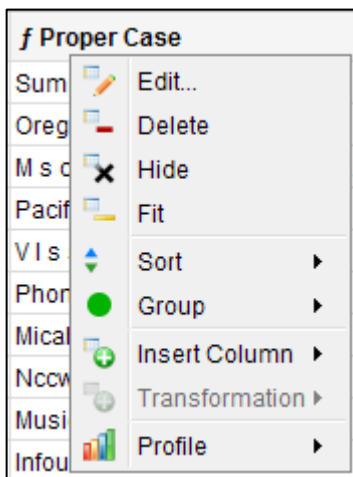 ƒ Proper Case
Sum
Edit...
Oreg
Delete
M s c
Hide
Pacif
Fit
V I s
Sort
Phon
Group
Mical
Insert Column
Nccw
Transformation
Musi
Profile
Infou